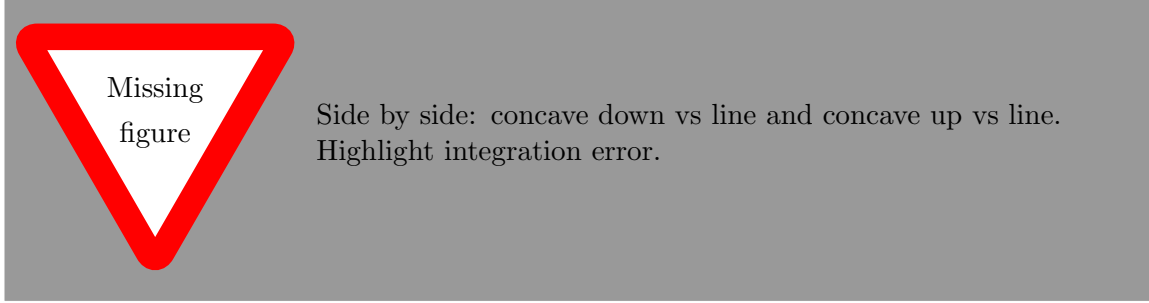 Missing
figure
Side by side: concave down vs line and concave up vs line.
Highlight integration error.